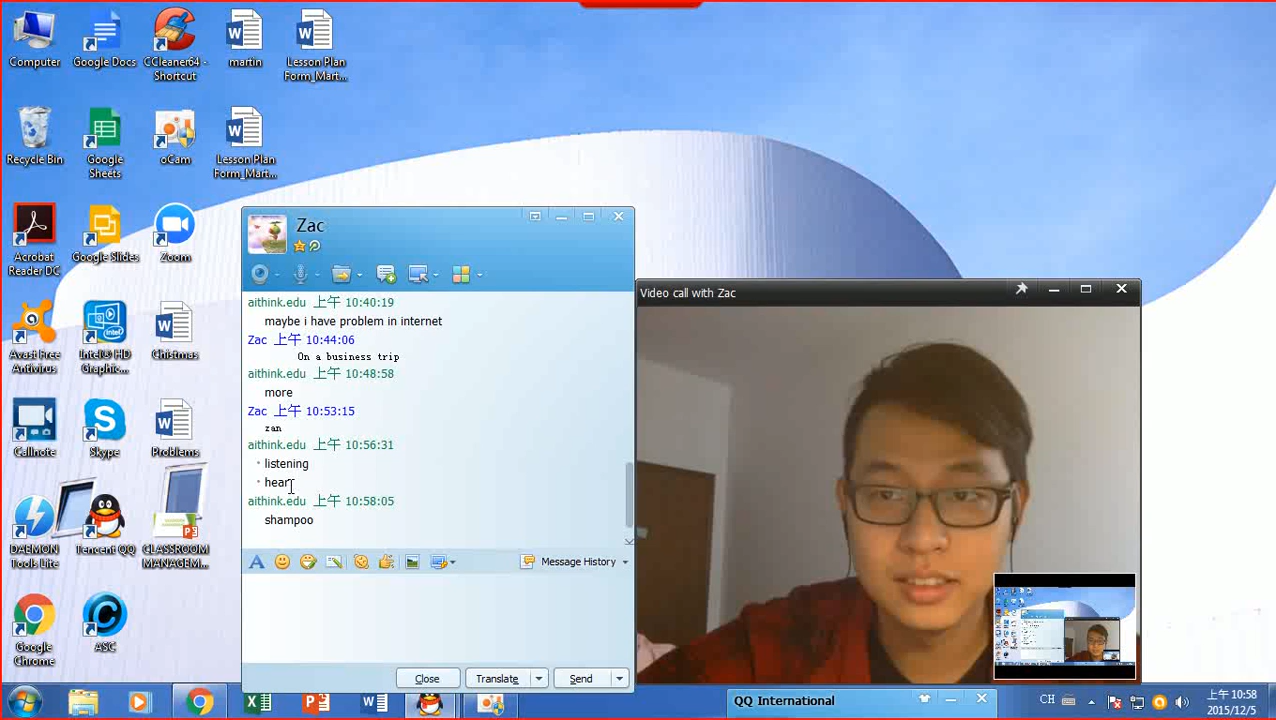 Computer
Google Docs
CCleaner64 -
Shortcut
martin
Lesson Plan
Form_Mart...
Recycle Bin
Google
Sheets
oCam
Lesson Plan
Form_Mart...
Acrobat
Reader DC
Google Slides
Zoom
Avast Free
Antivirus
Intel® HD
Graphic...
Chistmas
Callnote
Skype
Problems
DAEMON
Tools Lite
Tencent QQ
CLASSROOM
MANAGEM...
Google
Chrome
ASC
Zac
aithink.edu 上午 10:40:19
maybe i have problem in internet
Zac 上午 10:44:06
On a business trip
aithink.edu 上午 10:48:58
more
Zac 上午 10:53:15
zan
aithink.edu 上午 10:56:31
listening
hear
aithink.edu 上午 10:58:05
shampoo
Message History
Close
Translate
Send
Video call with Zac
QQ International
CH
上午 10:58
2015/12/5